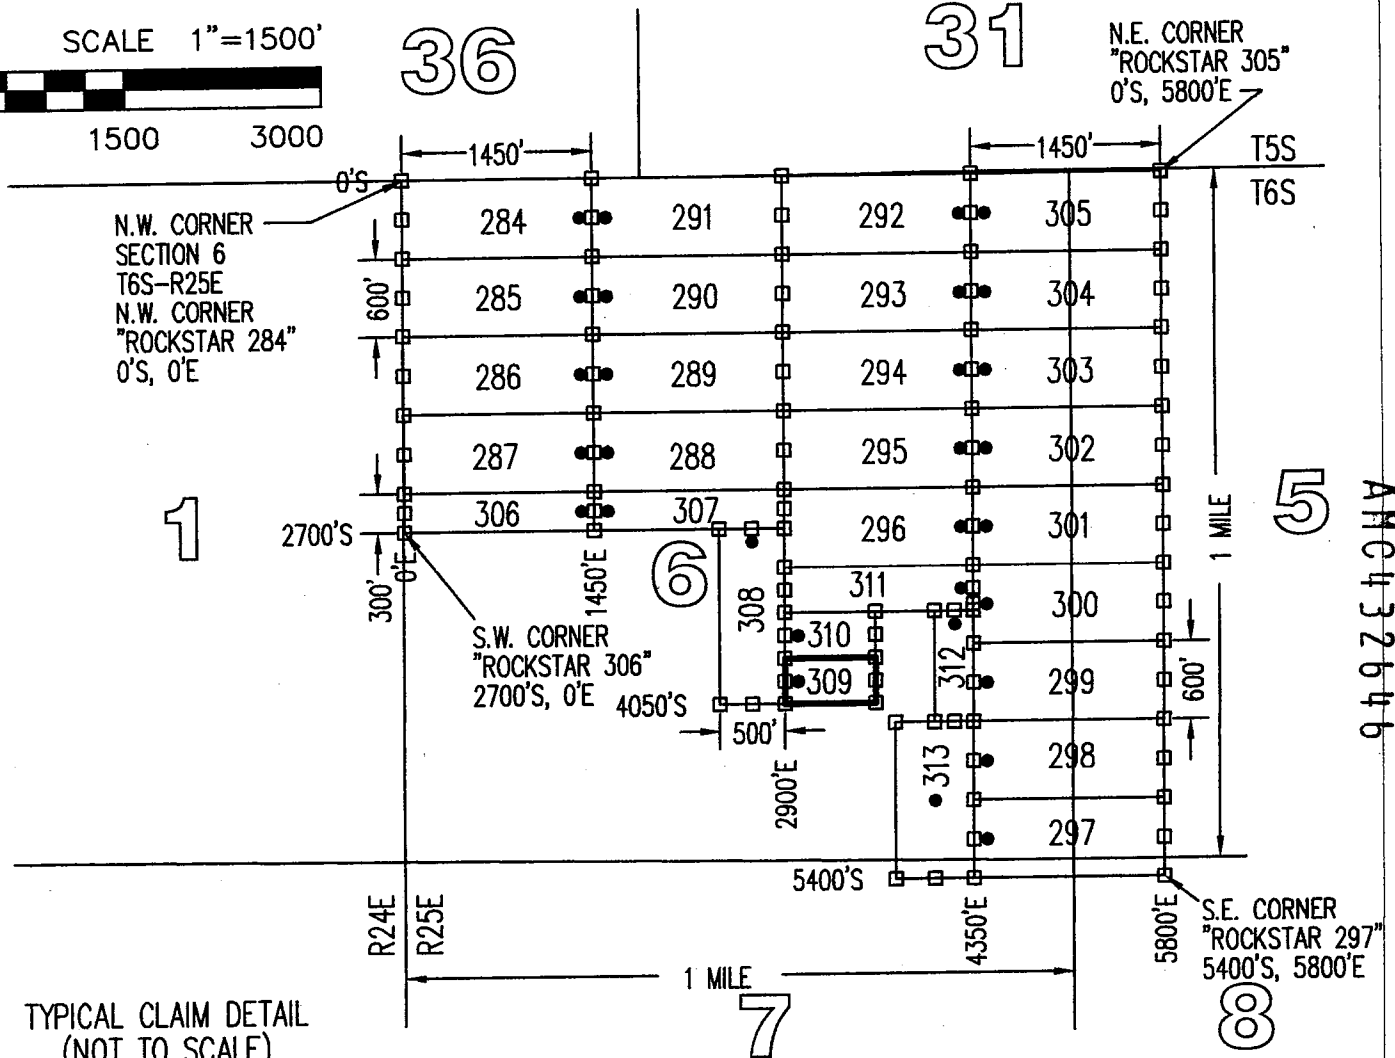 SCALE 1"=1500'
1500 3000
36
31
N.E. CORNER
"ROCKSTAR 305"
0'S, 5800'E
T5S
T6S
1450'
1450'
0'S
N.W. CORNER
SECTION 6
T6S-R25E
N.W. CORNER
"ROCKSTAR 284"
0'S, 0'E
600'
284 291 292 305
285 290 293 304
286 289 294 303
287 288 295 302
306 307 296 301
1
2700'S
300'
0'E
1450'E
6
308
311
300
310
309
312
299
S.W. CORNER
"ROCKSTAR 306"
2700'S, 0'E
4050'S
500'
2900'E
313
298
297
600'
1 MILE
5
AMC432646
5400'S
4350'E
5800'E
S.E. CORNER
"ROCKSTAR 297"
5400'S, 5800'E
R24E
R25E
1 MILE
7
8
TYPICAL CLAIM DETAIL
(NOT TO SCALE)